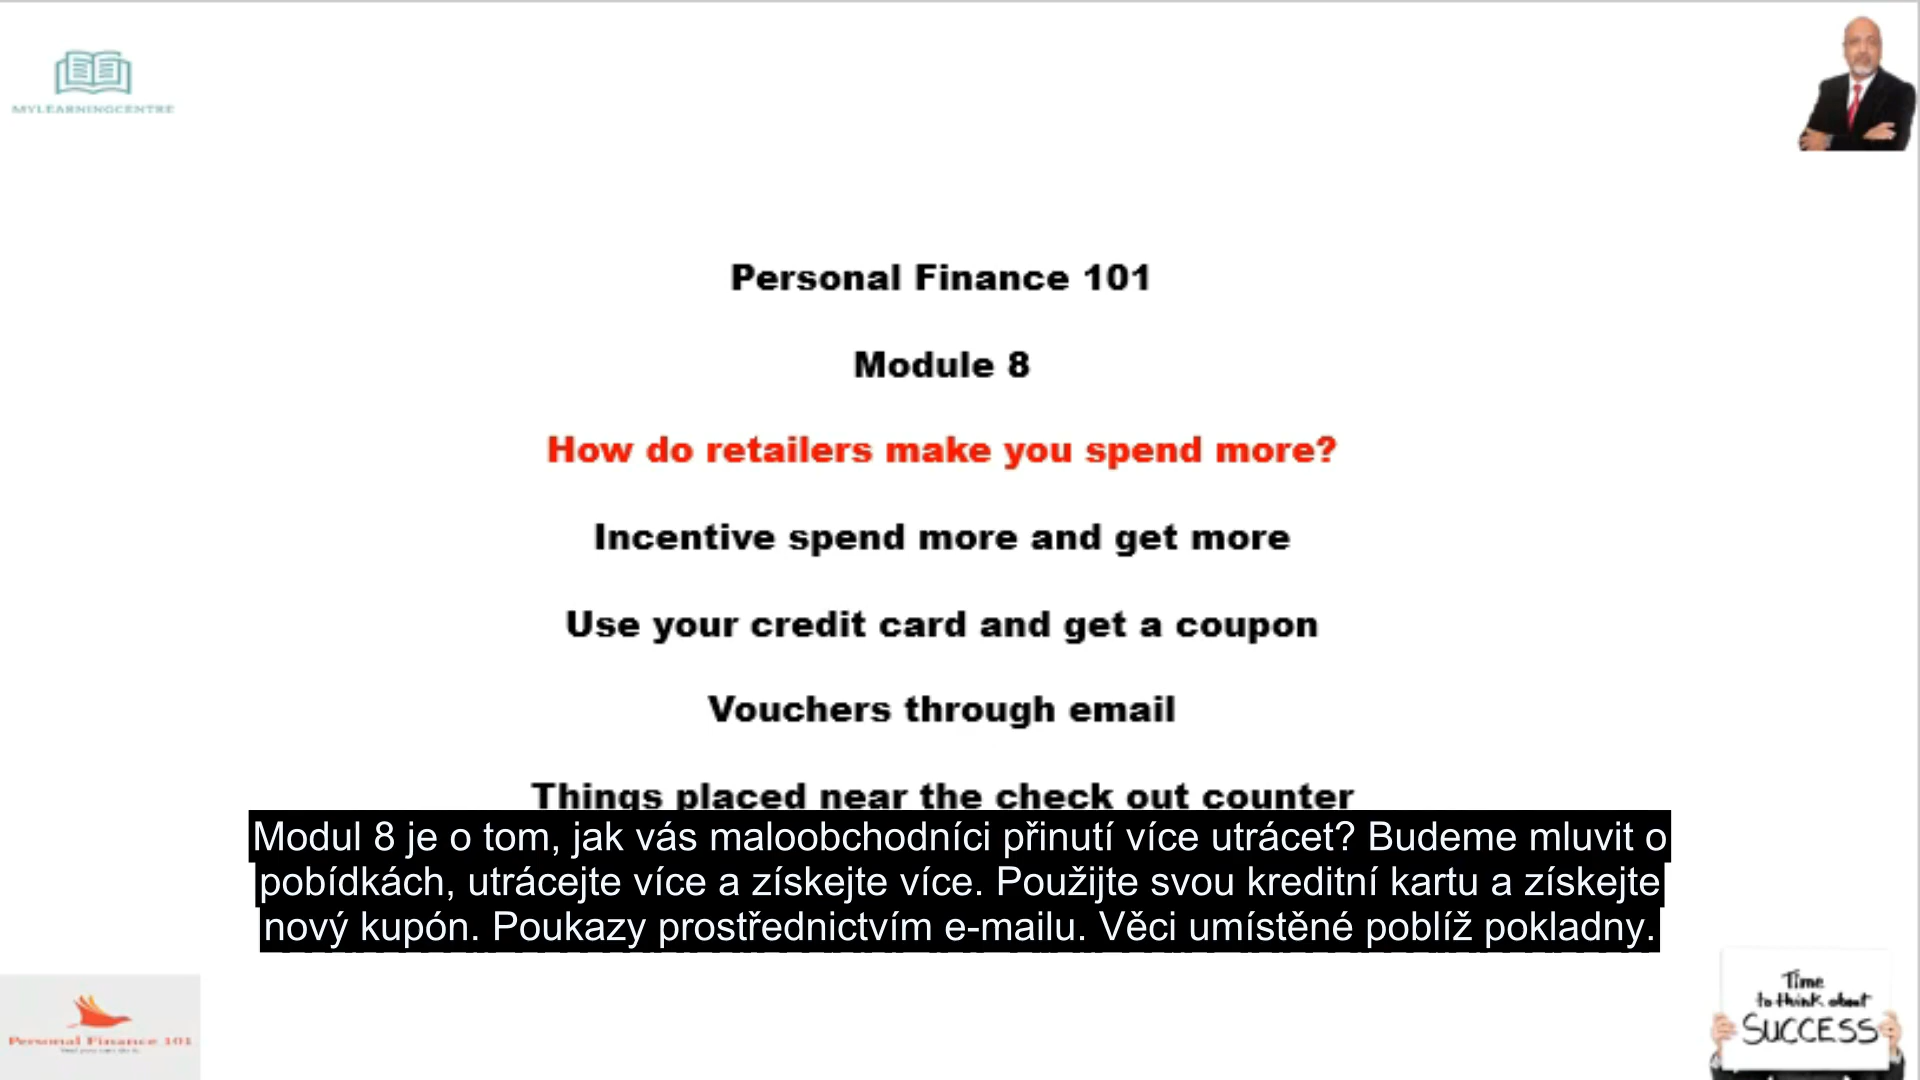 MYLEARNINGCENTRE
Personal Finance 101
Module 8
How do retailers make you spend more?
Incentive spend more and get more
Use your credit card and get a coupon
Vouchers through email
Things placed near the check out counter
Modul 8 je o tom, jak vás maloobchodníci přinutí více utrácet? Budeme mluvit o
pobídkách, utrácejte více a získejte více. Použijte svou kreditní kartu a získejte
nový kupón. Poukazy prostřednictvím e-mailu. Věci umístěné poblíž pokladny.
Personal Finance 101
Time
to think about
SUCCESS